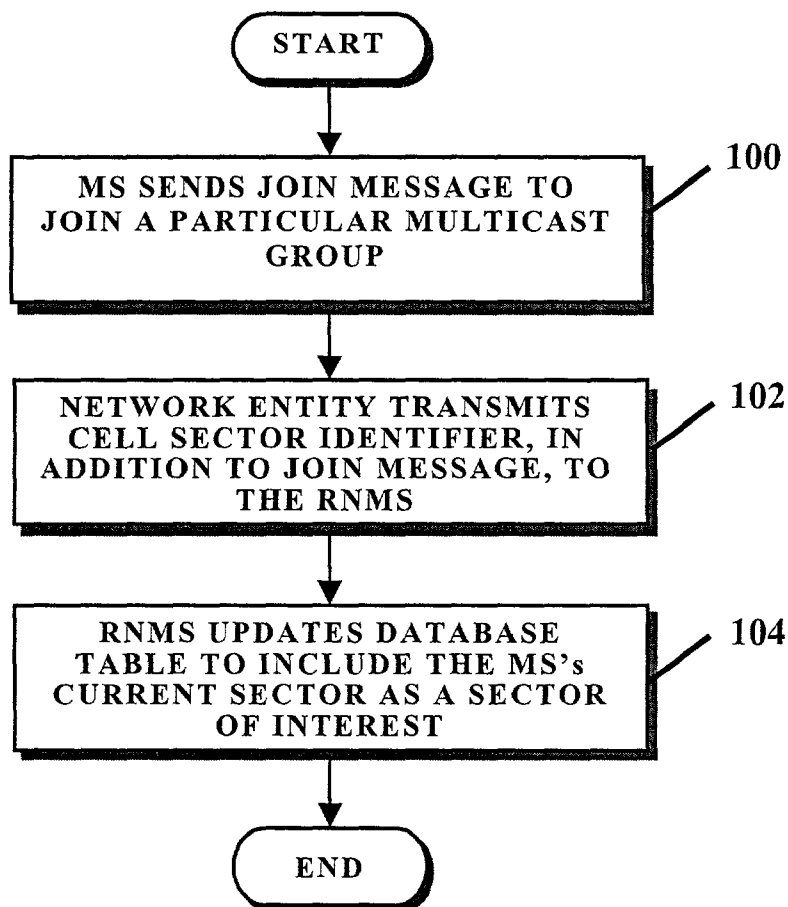 START
MS SENDS JOIN MESSAGE TO
JOIN A PARTICULAR MULTICAST
GROUP
100
NETWORK ENTITY TRANSMITS
CELL SECTOR IDENTIFIER, IN
ADDITION TO JOIN MESSAGE, TO
THE RNMS
102
RNMS UPDATES DATABASE
TABLE TO INCLUDE THE MS's
CURRENT SECTOR AS A SECTOR
OF INTEREST
104
END